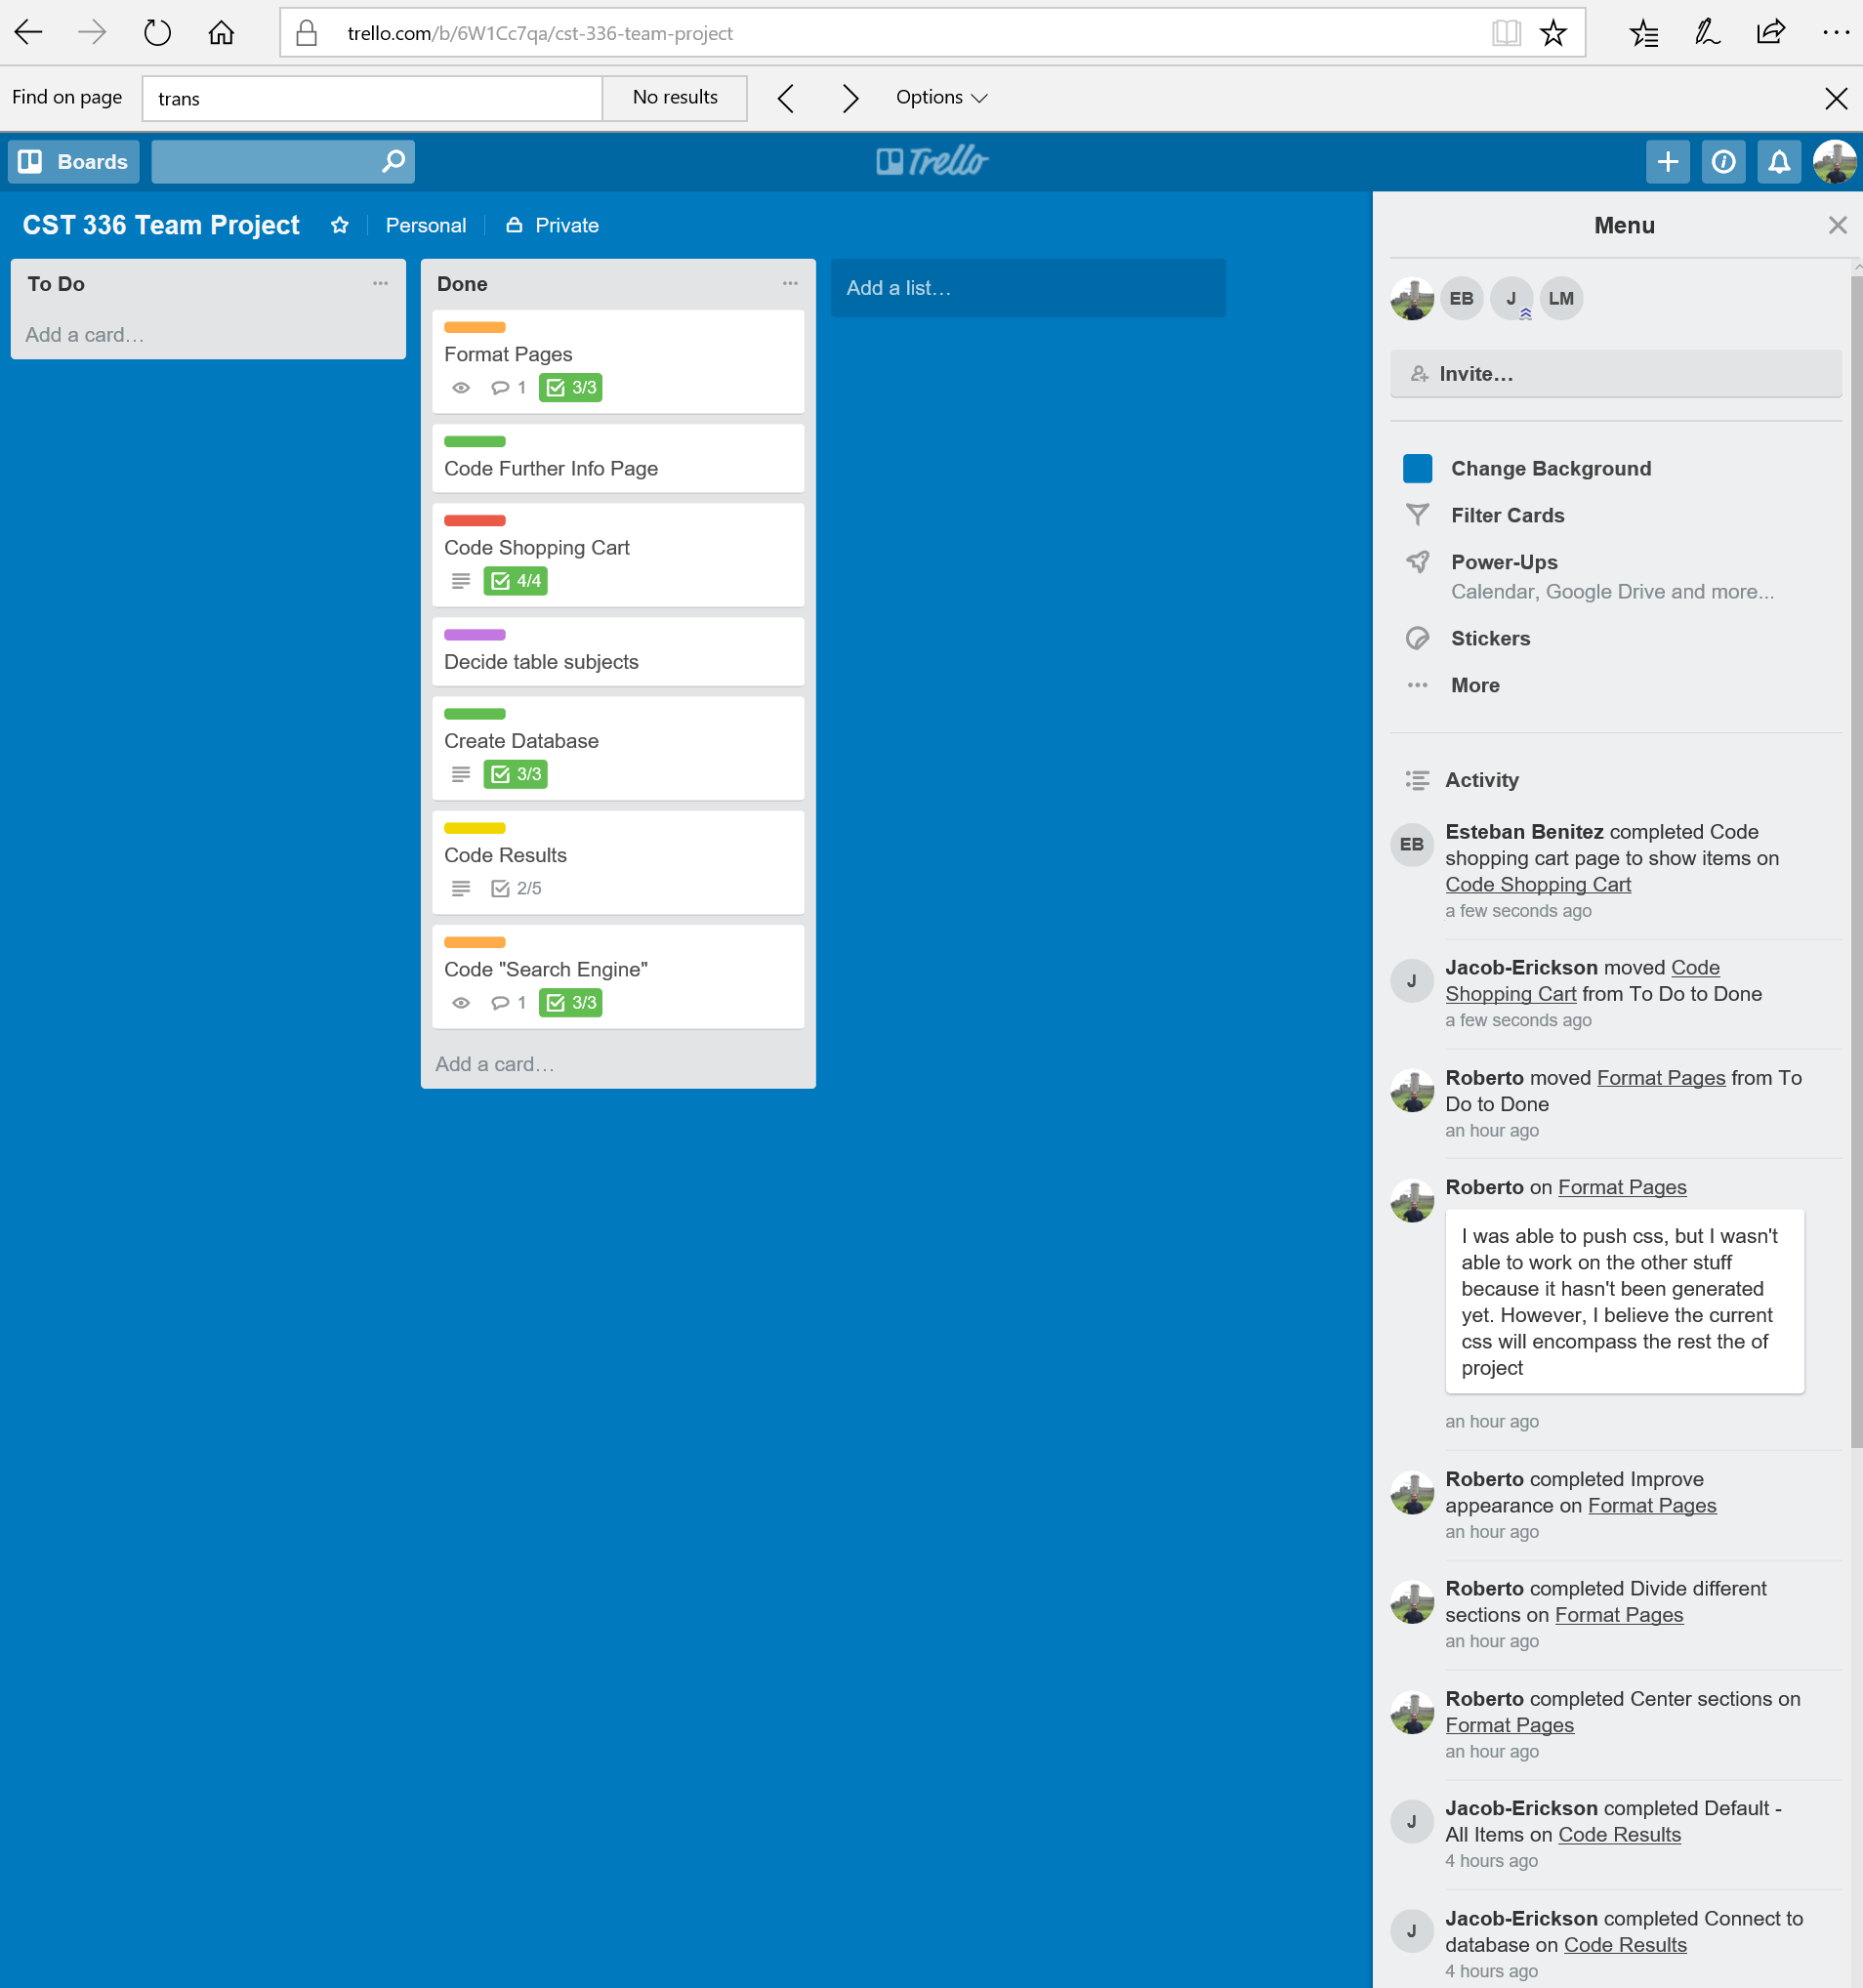 trello.com/b/6W1Cc7qa/cst-336-team-project
Find on page
trans
No results
Options
Boards
Trello
CST 336 Team Project
Personal
Private
To Do
Add a card…
Done
Format Pages
1
3/3
Code Further Info Page
Code Shopping Cart
4/4
Decide table subjects
Create Database
3/3
Code Results
2/5
Code "Search Engine"
1
3/3
Add a card…
Add a list…
Menu
EB
J
LM
Invite…
Change Background
Filter Cards
Power-Ups
Calendar, Google Drive and more...
Stickers
More
Activity
EB
Esteban Benitez completed Code
shopping cart page to show items on
Code Shopping Cart
a few seconds ago
J
Jacob-Erickson moved Code
Shopping Cart from To Do to Done
a few seconds ago
Roberto moved Format Pages from To
Do to Done
an hour ago
Roberto on Format Pages
I was able to push css, but I wasn't
able to work on the other stuff
because it hasn't been generated
yet. However, I believe the current
css will encompass the rest the of
project
an hour ago
Roberto completed Improve
appearance on Format Pages
an hour ago
Roberto completed Divide different
sections on Format Pages
an hour ago
Roberto completed Center sections on
Format Pages
an hour ago
J
Jacob-Erickson completed Default -
All Items on Code Results
4 hours ago
J
Jacob-Erickson completed Connect to
database on Code Results
4 hours ago